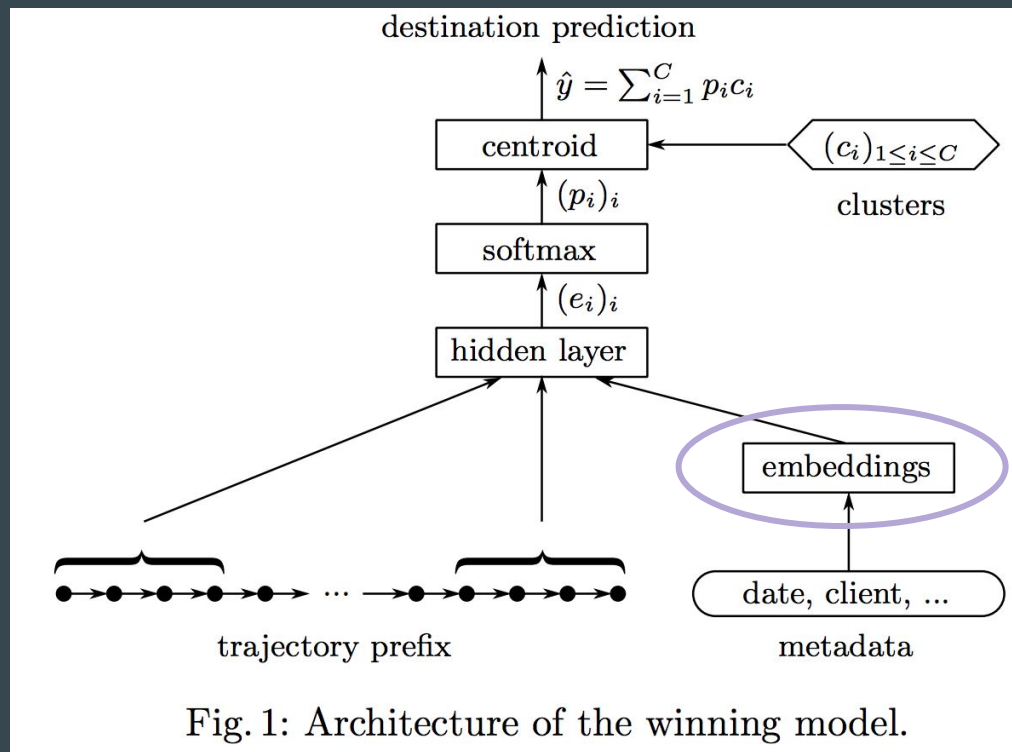 destination prediction
ŷ = ∑_{i=1}^{C} p_i c_i
centroid
(c_i)_{1≤i≤C}
clusters
(p_i)_i
softmax
(e_i)_i
hidden layer
embeddings
...
date, client, ...
trajectory prefix
metadata
Fig. 1: Architecture of the winning model.